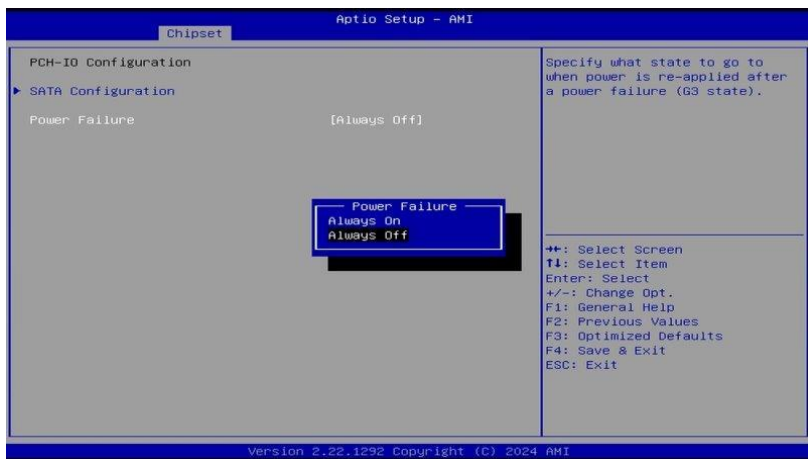 Aptio Setup - AMI
Chipset
PCH-IO Configuration
SATA Configuration
Power Failure [Always Off]
Power Failure
Always On
Always Off
Specify what state to go to
when power is re-applied after
a power failure (G3 state).
→←: Select Screen
↑↓: Select Item
Enter: Select
+/-: Change Opt.
F1: General Help
F2: Previous Values
F3: Optimized Defaults
F4: Save & Exit
ESC: Exit
Version 2.22.1292 Copyright (C) 2024 AMI